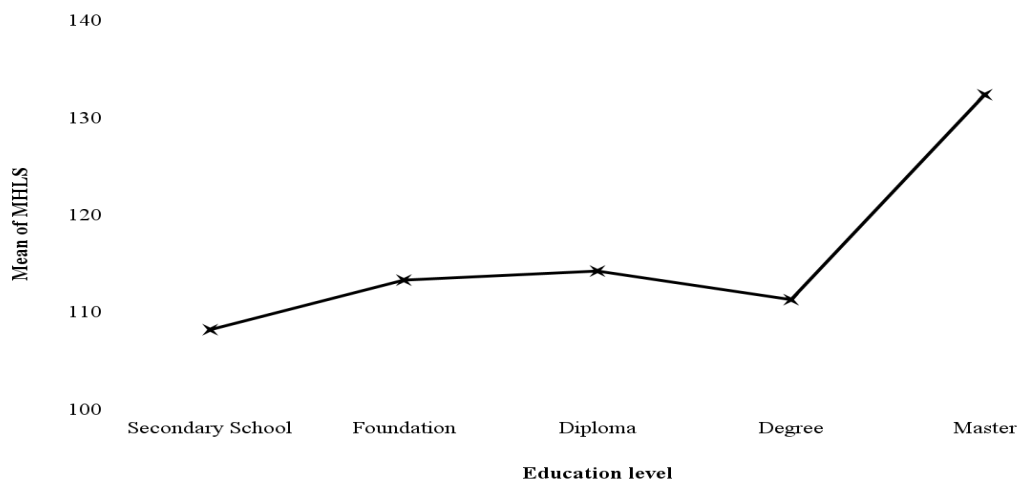 140
130
120
110
100
Mean of MHLS
Secondary School Foundation Diploma Degree Master
Education level